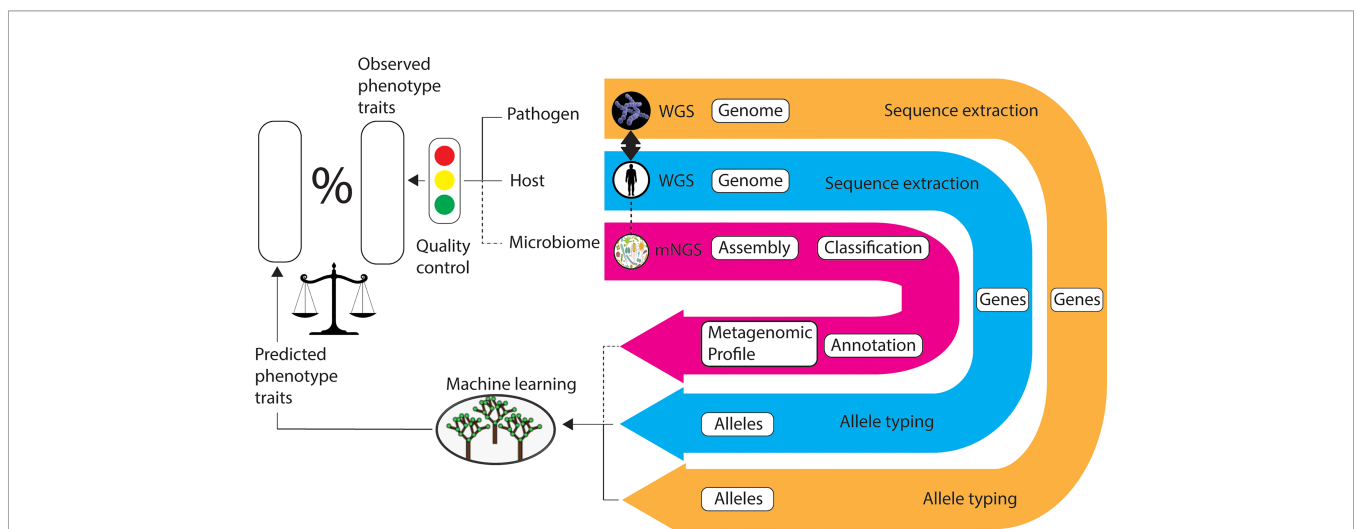 Observed
phenotype
traits
%
Quality
control
Pathogen
Host
Microbiome
WGS Genome Sequence extraction
WGS Genome Sequence extraction
mNGS Assembly Classification
Genes Genes
Metagenomic
Profile
Annotation
Alleles Allele typing
Alleles Allele typing
Machine learning
Predicted
phenotype
traits